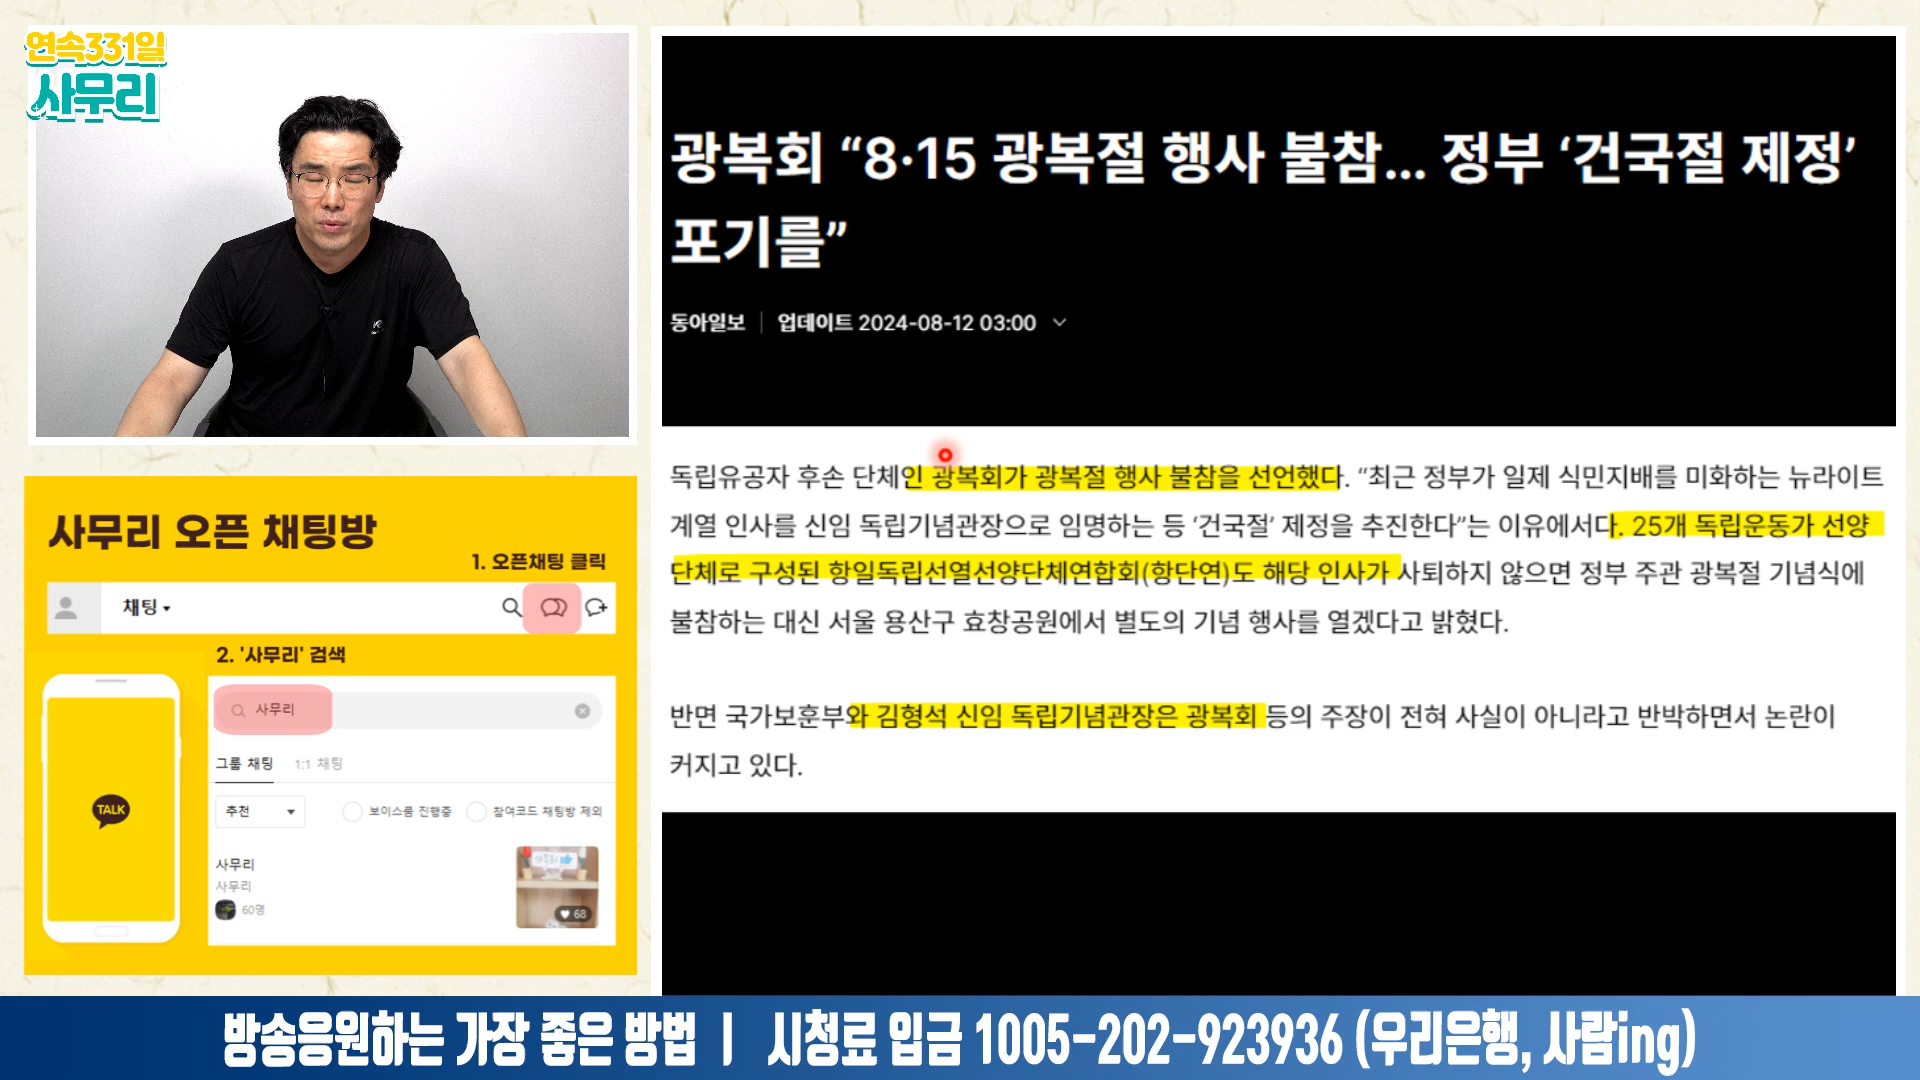 연속331일
사무리
광복회 “8·15 광복절 행사 불참… 정부 ‘건국절 제정’
포기를”
동아일보 | 업데이트 2024-08-12 03:00
독립유공자 후손 단체인 광복회가 광복절 행사 불참을 선언했다. “최근 정부가 일제 식민지배를 미화하는 뉴라이트
계열 인사를 신임 독립기념관장으로 임명하는 등 ‘건국절’ 제정을 추진한다”는 이유에서다. 25개 독립운동가 선양
단체로 구성된 항일독립선열선양단체연합회(항단연)도 해당 인사가 사퇴하지 않으면 정부 주관 광복절 기념식에
불참하는 대신 서울 용산구 효창공원에서 별도의 기념 행사를 열겠다고 밝혔다.
반면 국가보훈부와 김형석 신임 독립기념관장은 광복회 등의 주장이 전혀 사실이 아니라고 반박하면서 논란이
커지고 있다.
사무리 오픈 채팅방
1. 오픈채팅 클릭
채팅
2. '사무리' 검색
사무리
그룹 채팅 1:1 채팅
추천 보이스룸 진행중 참여코드 채팅방 제외
TALK
사무리
사무리
60명
68
방송응원하는 가장 좋은 방법 | 시청료 입금 1005-202-923936 (우리은행, 사람ing)